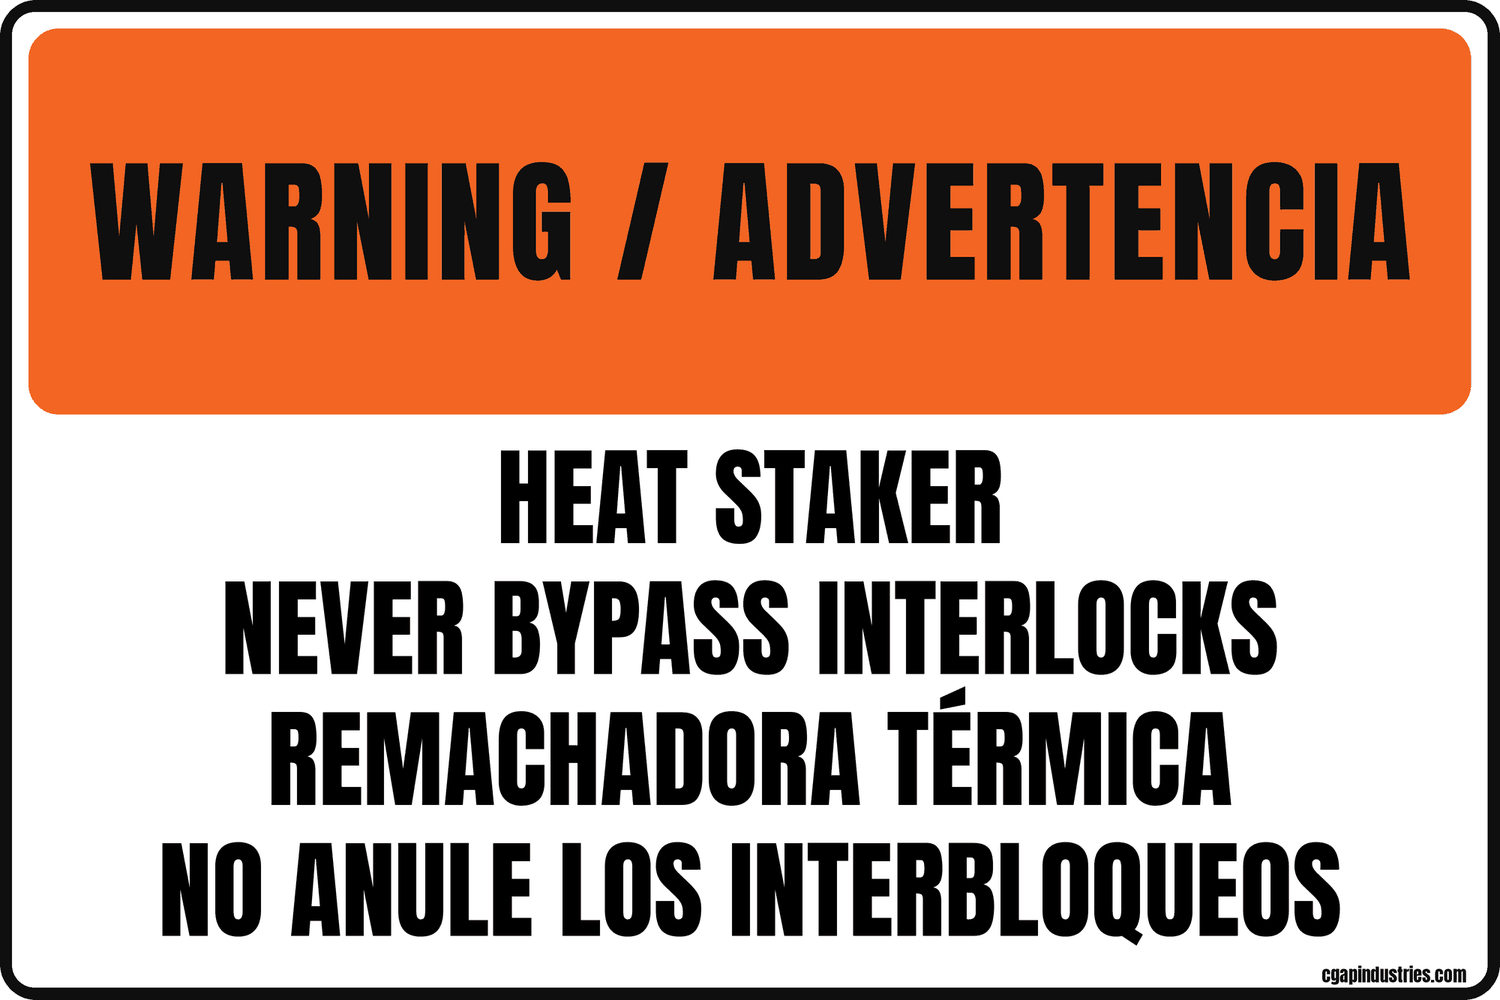 WARNING / ADVERTENCIA
HEAT STAKER
NEVER BYPASS INTERLOCKS
REMACHADORA TÉRMICA
NO ANULE LOS INTERBLOQUEOS
cgapindustries.com